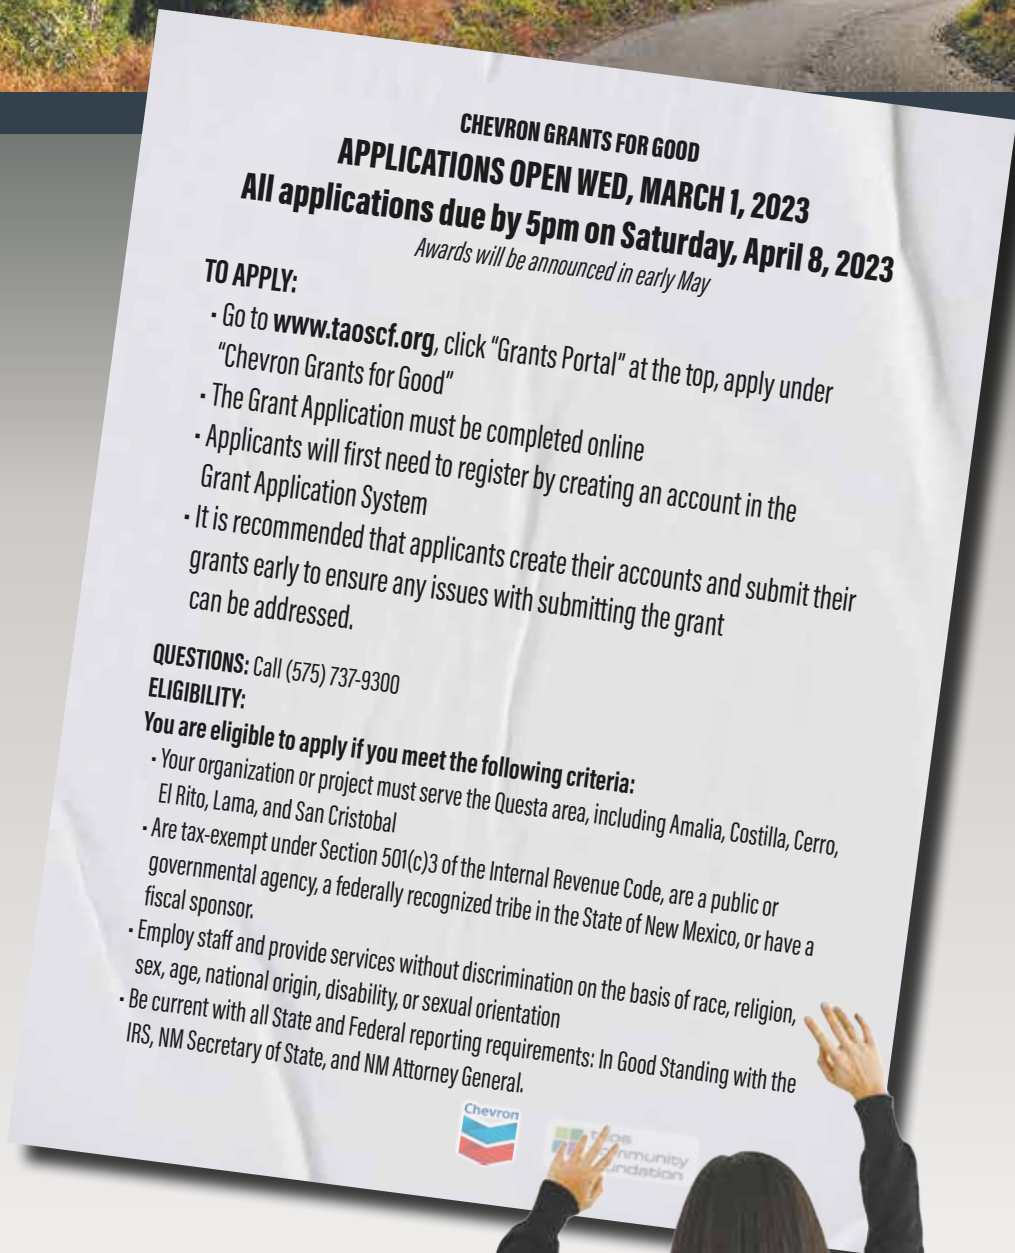 CHEVRON GRANTS FOR GOOD
APPLICATIONS OPEN WED, MARCH 1, 2023
All applications due by 5pm on Saturday, April 8, 2023
Awards will be announced in early May
TO APPLY:
· Go to www.taoscf.org, click “Grants Portal” at the top, apply under
“Chevron Grants for Good”
· The Grant Application must be completed online
· Applicants will first need to register by creating an account in the
Grant Application System
· It is recommended that applicants create their accounts and submit their
grants early to ensure any issues with submitting the grant
can be addressed.
QUESTIONS: Call (575) 737-9300
ELIGIBILITY:
You are eligible to apply if you meet the following criteria:
· Your organization or project must serve the Questa area, including Amalia, Costilla, Cerro,
El Rito, Lama, and San Cristobal
· Are tax-exempt under Section 501(c)3 of the Internal Revenue Code, are a public or
governmental agency, a federally recognized tribe in the State of New Mexico, or have a
fiscal sponsor.
· Employ staff and provide services without discrimination on the basis of race, religion,
sex, age, national origin, disability, or sexual orientation
· Be current with all State and Federal reporting requirements: In Good Standing with the
IRS, NM Secretary of State, and NM Attorney General.
Chevron